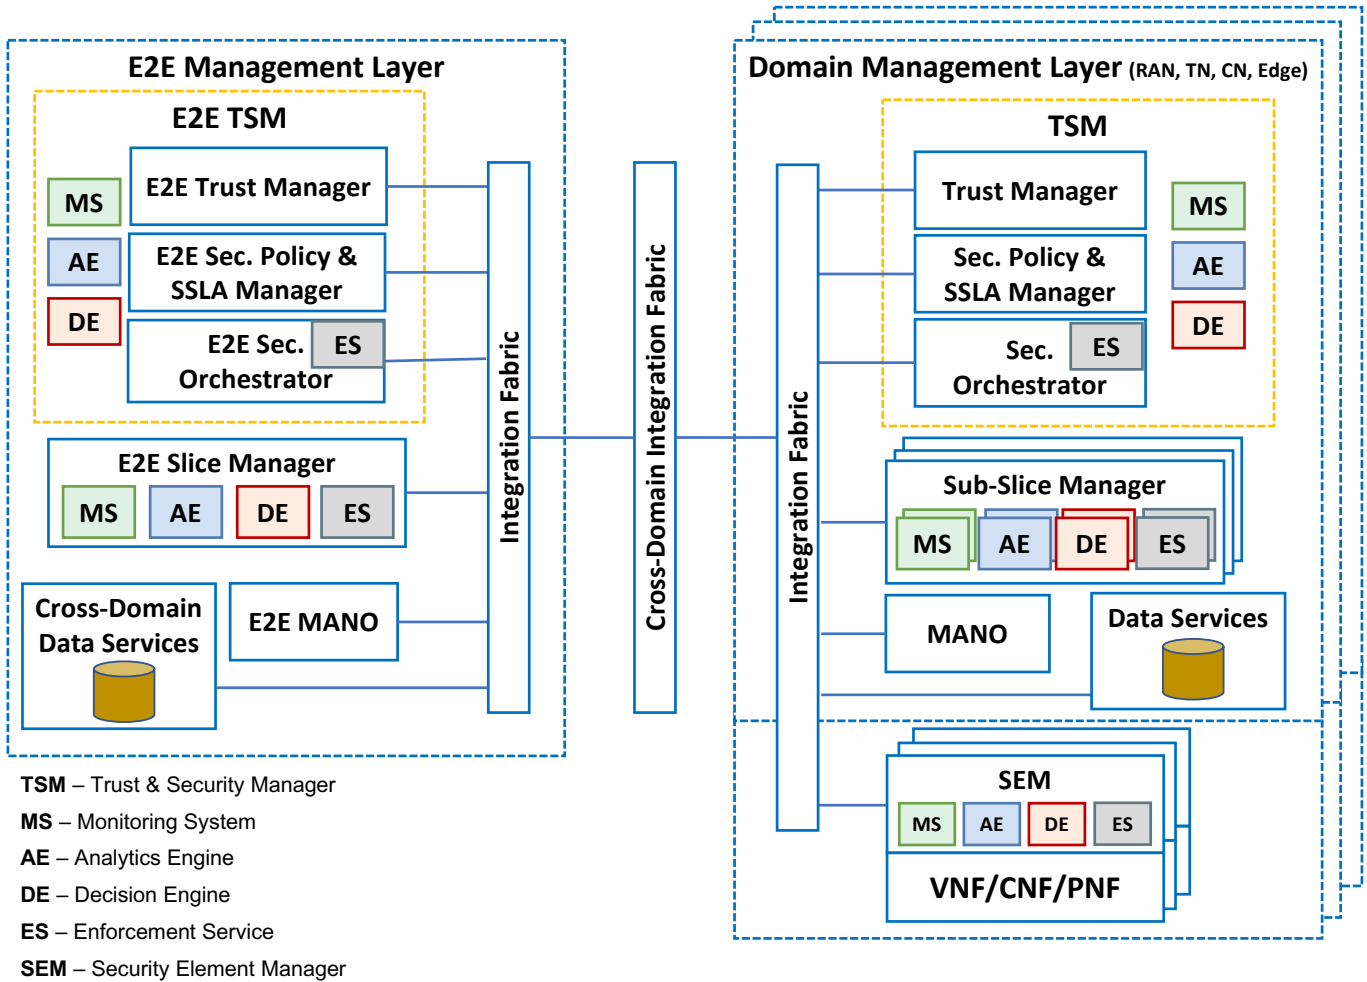 E2E Management Layer
E2E TSM
MS
AE
DE
E2E Trust Manager
E2E Sec. Policy &
SSLA Manager
E2E Sec.
Orchestrator
ES
E2E Slice Manager
MS
AE
DE
ES
Cross-Domain
Data Services
E2E MANO
Integration Fabric
Cross-Domain Integration Fabric
Domain Management Layer (RAN, TN, CN, Edge)
Integration Fabric
TSM
Trust Manager
Sec. Policy &
SSLA Manager
Sec.
Orchestrator
ES
MS
AE
DE
Sub-Slice Manager
MS
AE
DE
ES
MANO
Data Services
SEM
MS
AE
DE
ES
VNF/CNF/PNF
TSM – Trust & Security Manager
MS – Monitoring System
AE – Analytics Engine
DE – Decision Engine
ES – Enforcement Service
SEM – Security Element Manager